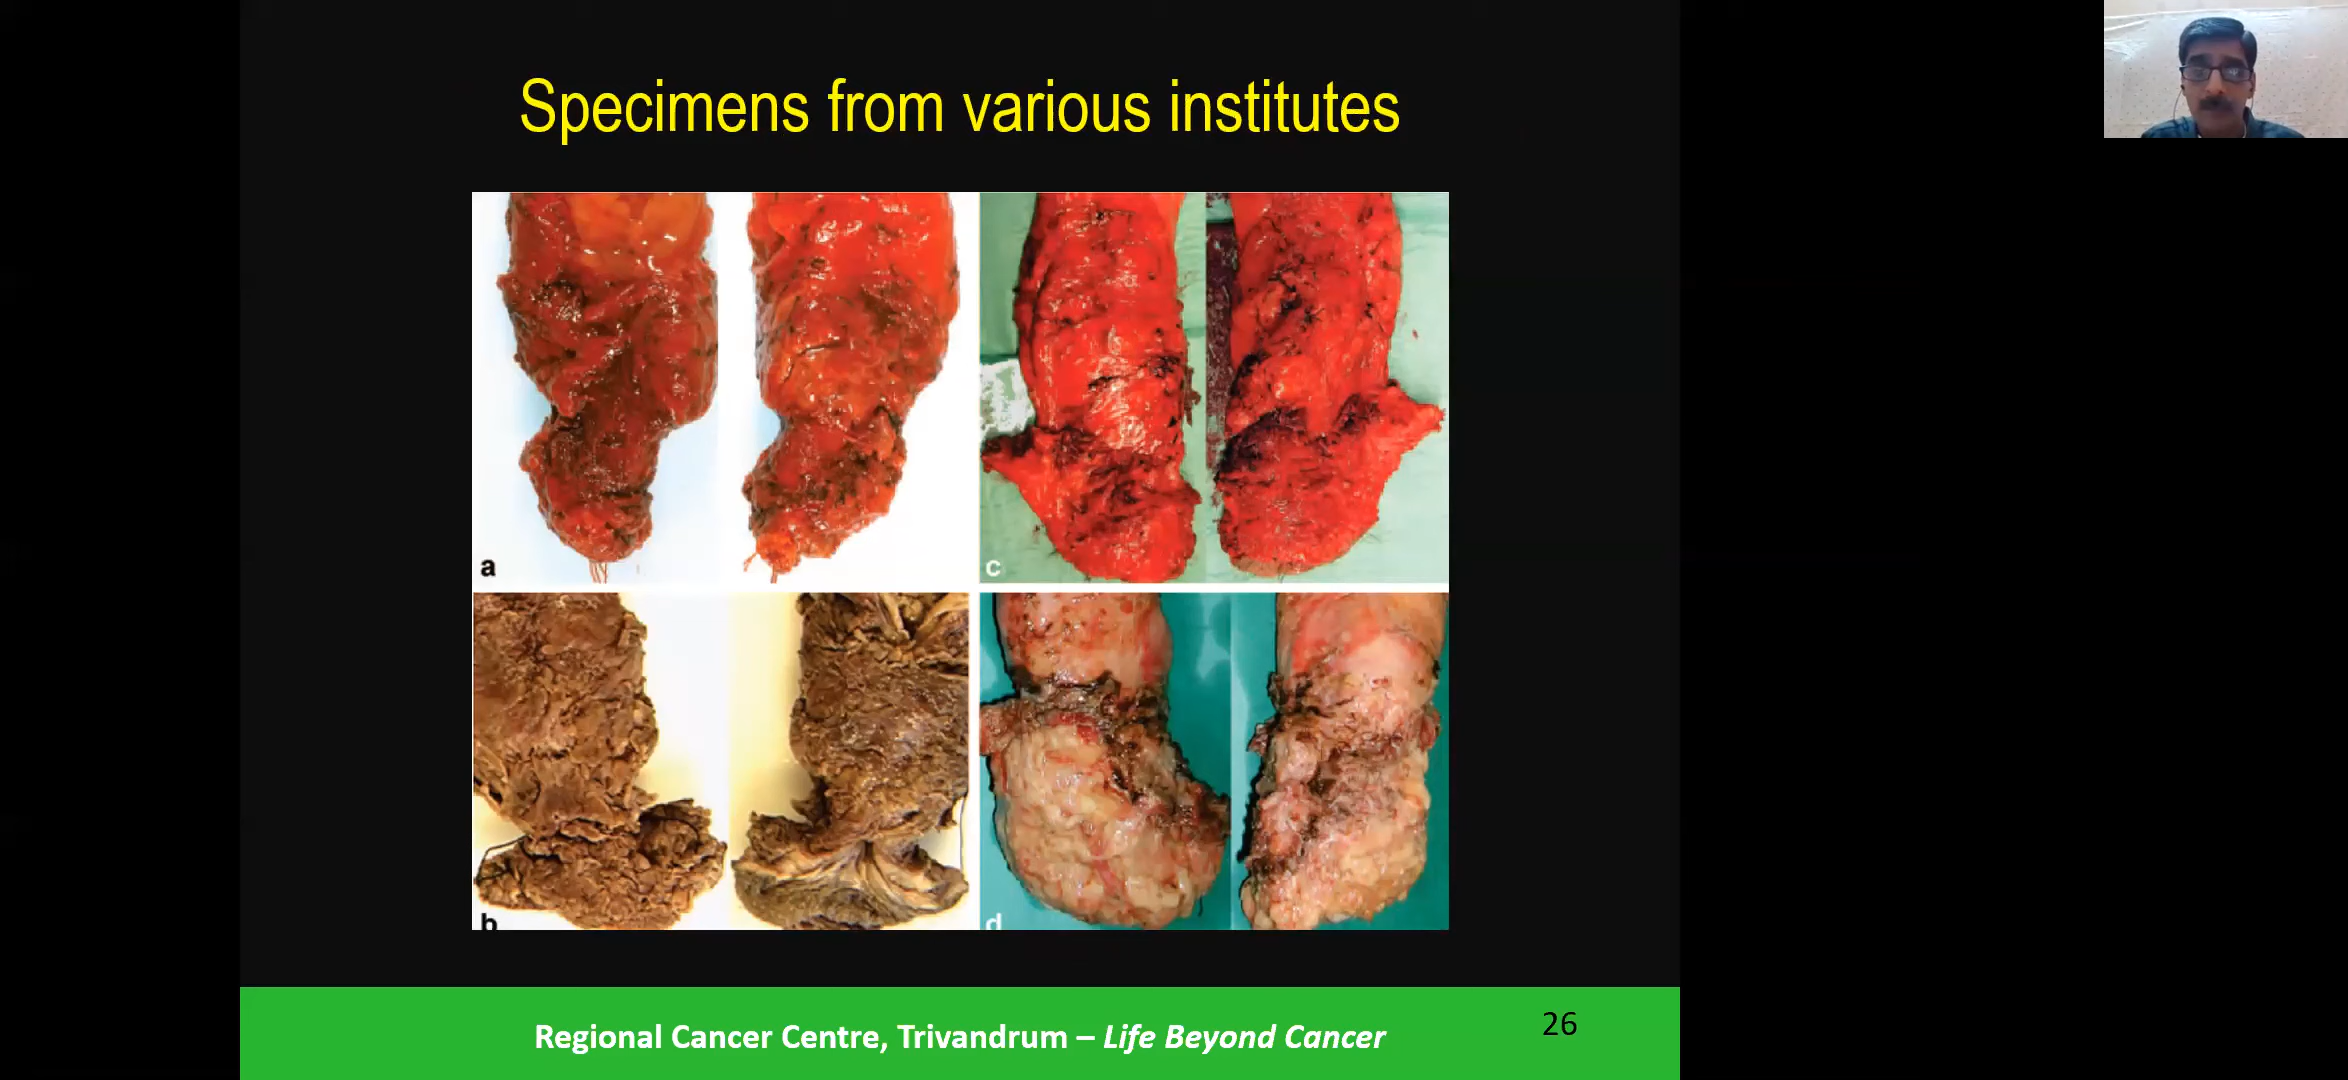 Specimens from various institutes
a
c
b
d
Regional Cancer Centre, Trivandrum – Life Beyond Cancer
26